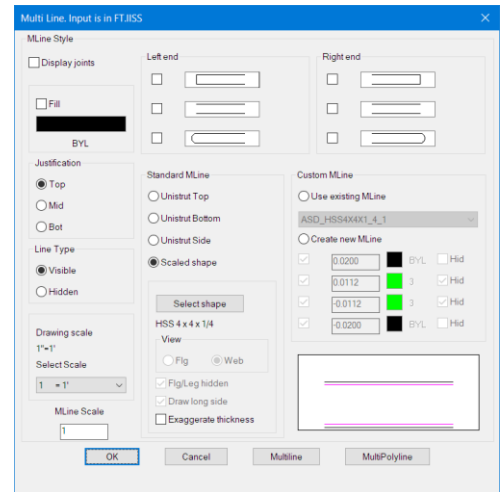 Multi Line. Input is in FT.IISS
MLine Style
Display joints
Left end
Right end
Fill
BYL
Justification
Top
Mid
Bot
Standard MLine
Unistrut Top
Unistrut Bottom
Unistrut Side
Scaled shape
Custom MLine
Use existing MLine
ASD_HSS4X4X1_4_1
Create new MLine
0.0200 BYL Hid
0.0112 3 Hid
-0.0112 3 Hid
-0.0200 BYL Hid
Line Type
Visible
Hidden
Select shape
HSS 4 x 4 x 1/4
View
Flg Web
Flg/Leg hidden
Draw long side
Exaggerate thickness
Drawing scale
1"=1'
Select Scale
1 = 1'
MLine Scale
1
OK Cancel Multiline MultiPolyline